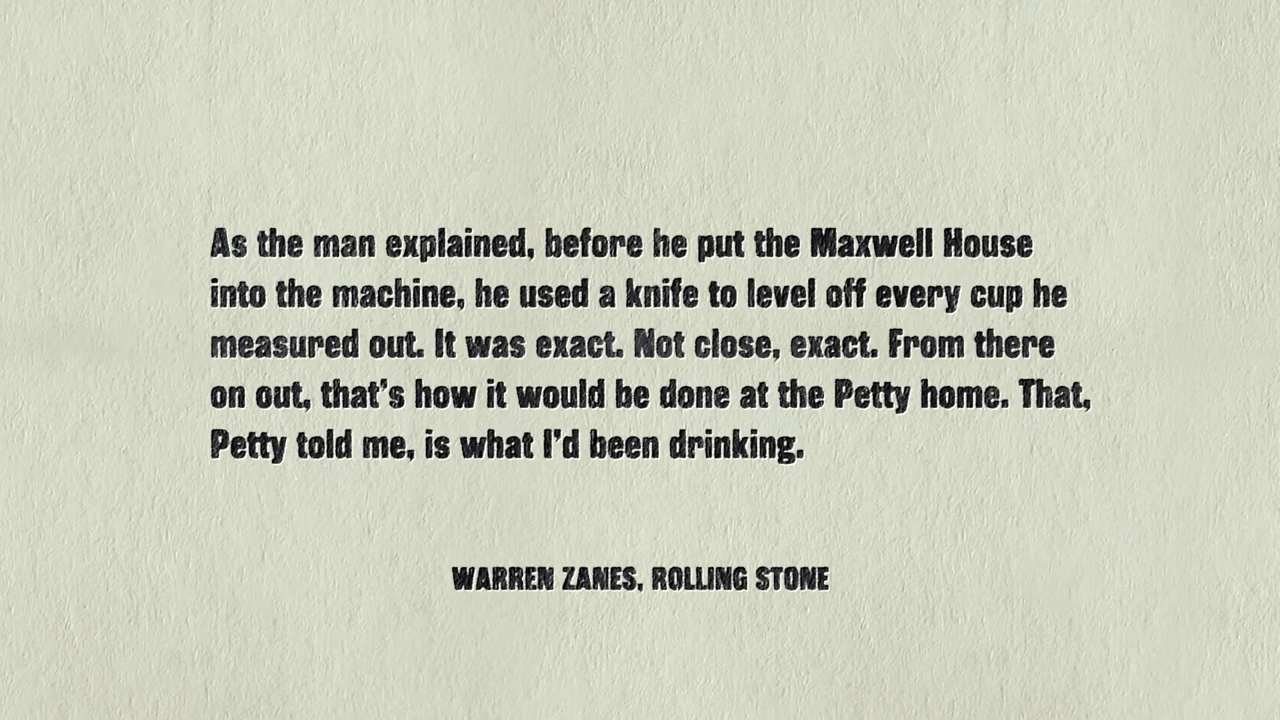 As the man explained, before he put the Maxwell House
into the machine, he used a knife to level off every cup he
measured out. It was exact. Not close, exact. From there
on out, that's how it would be done at the Petty home. That,
Petty told me, is what I'd been drinking.
WARREN ZANES, ROLLING STONE